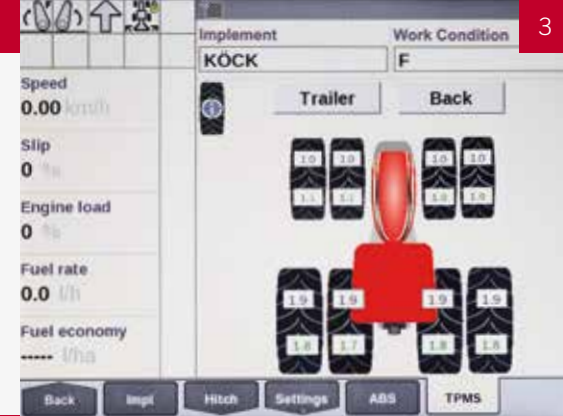 3
Implement
Work Condition
KÖCK
F
Speed
0.00 km/h
Slip
0 %
Engine load
0 %
Fuel rate
0.0 l/h
Fuel economy
----- l/ha
Trailer
Back
1.0 1.0 1.0 1.0
1.1 1.1 1.0 1.0
1.9 1.9 1.9 1.9
1.8 1.7 1.8 1.8
Back
Impl
Hitch
Settings
ABS
TPMS